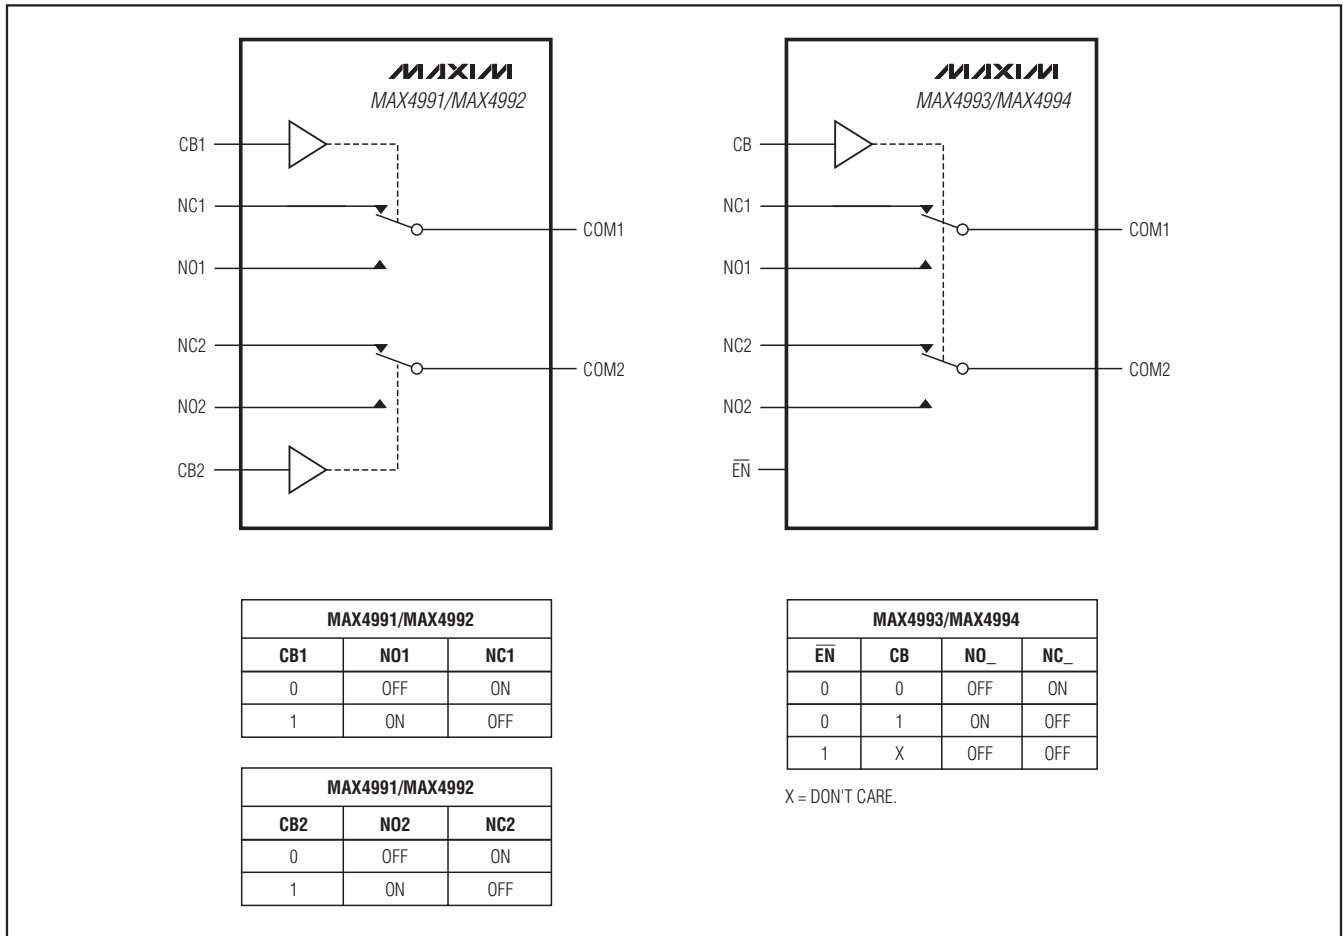 MAXIM
MAX4991/MAX4992
CB1
NC1
COM1
NO1
NC2
COM2
NO2
CB2
MAXIM
MAX4993/MAX4994
CB
NC1
COM1
NO1
NC2
COM2
NO2
EN
MAX4991/MAX4992
CB1 NO1 NC1
0 OFF ON
1 ON OFF
MAX4991/MAX4992
CB2 NO2 NC2
0 OFF ON
1 ON OFF
MAX4993/MAX4994
EN CB NO_ NC_
0 0 OFF ON
0 1 ON OFF
1 X OFF OFF
X = DON'T CARE.